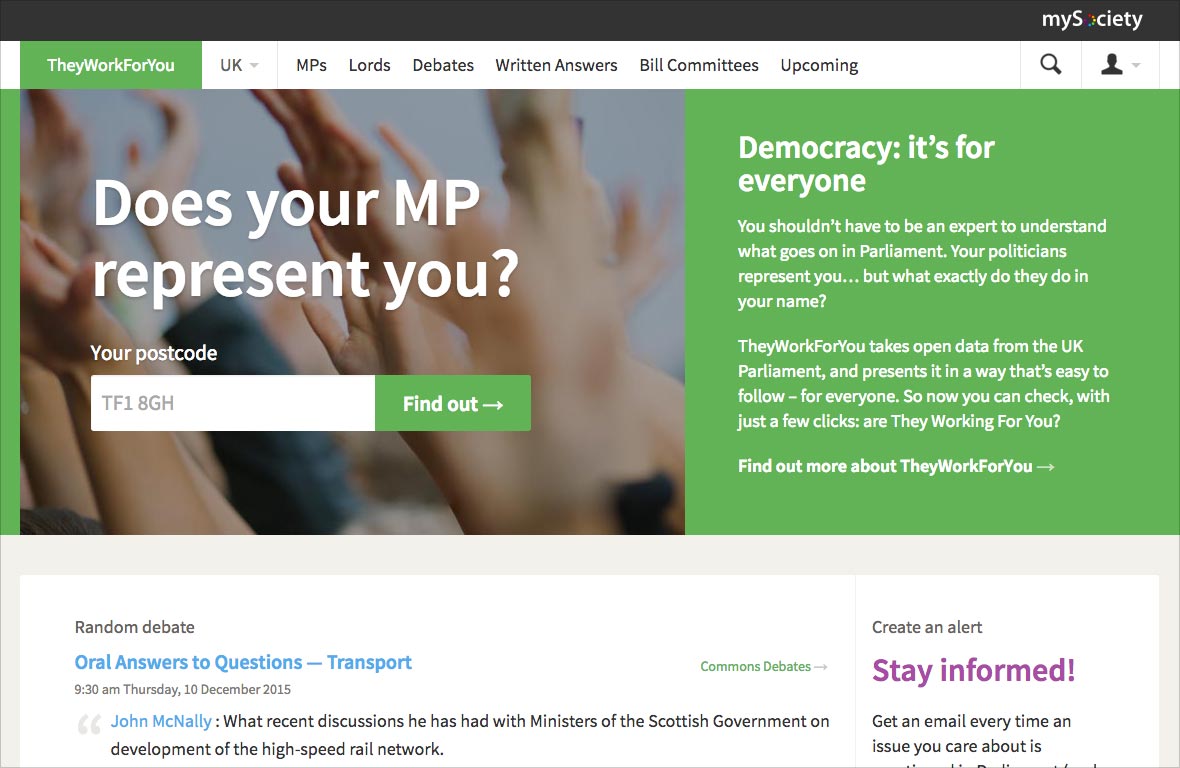 mySociety
TheyWorkForYou
UK
MPs
Lords
Debates
Written Answers
Bill Committees
Upcoming
Does your MP
represent you?
Your postcode
TF1 8GH
Find out →
Democracy: it’s for
everyone
You shouldn’t have to be an expert to understand
what goes on in Parliament. Your politicians
represent you… but what exactly do they do in
your name?
TheyWorkForYou takes open data from the UK
Parliament, and presents it in a way that’s easy to
follow – for everyone. So now you can check, with
just a few clicks: are They Working For You?
Find out more about TheyWorkForYou →
Random debate
Oral Answers to Questions — Transport
Commons Debates →
9:30 am Thursday, 10 December 2015
“ John McNally : What recent discussions he has had with Ministers of the Scottish Government on
development of the high-speed rail network.
Create an alert
Stay informed!
Get an email every time an
issue you care about is